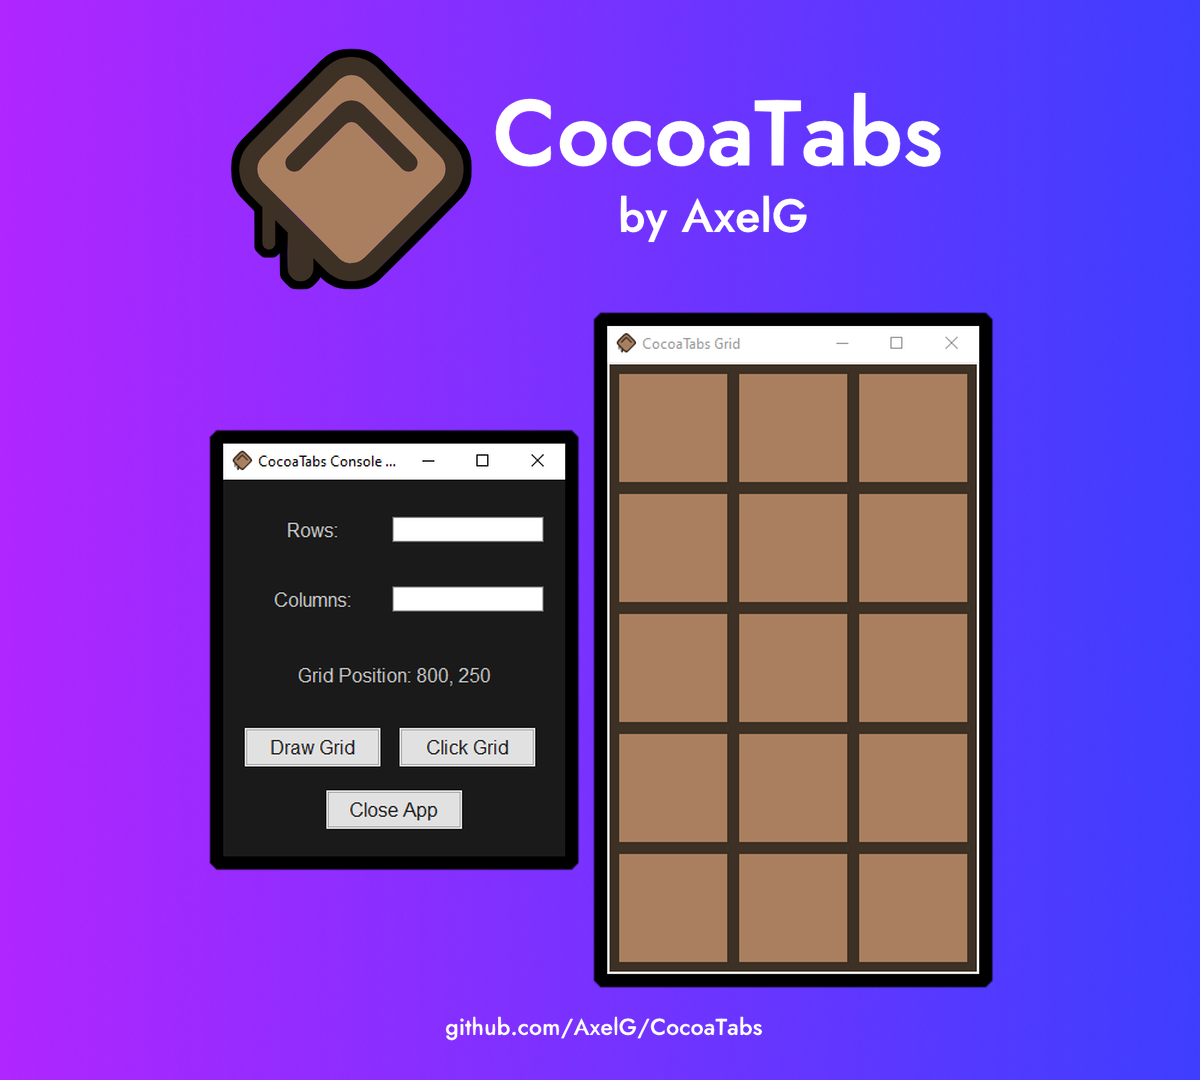 CocoaTabs
by AxelG
CocoaTabs Grid
CocoaTabs Console ...
Rows:
Columns:
Grid Position: 800, 250
Draw Grid
Click Grid
Close App
github.com/AxelG/CocoaTabs